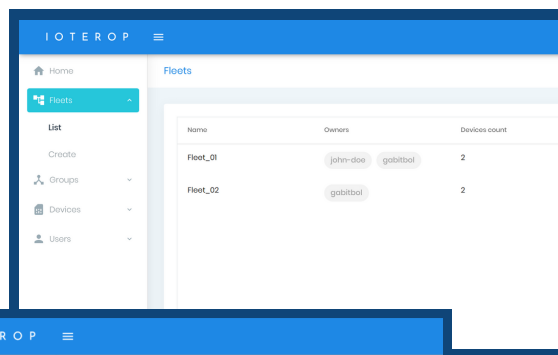 IOTEROP
Home
Fleets
Fleets
List
Create
Groups
Devices
Users
Name Owners Devices count
Fleet_01 john-doe gabitbol 2
Fleet_02 gabitbol 2
ROP